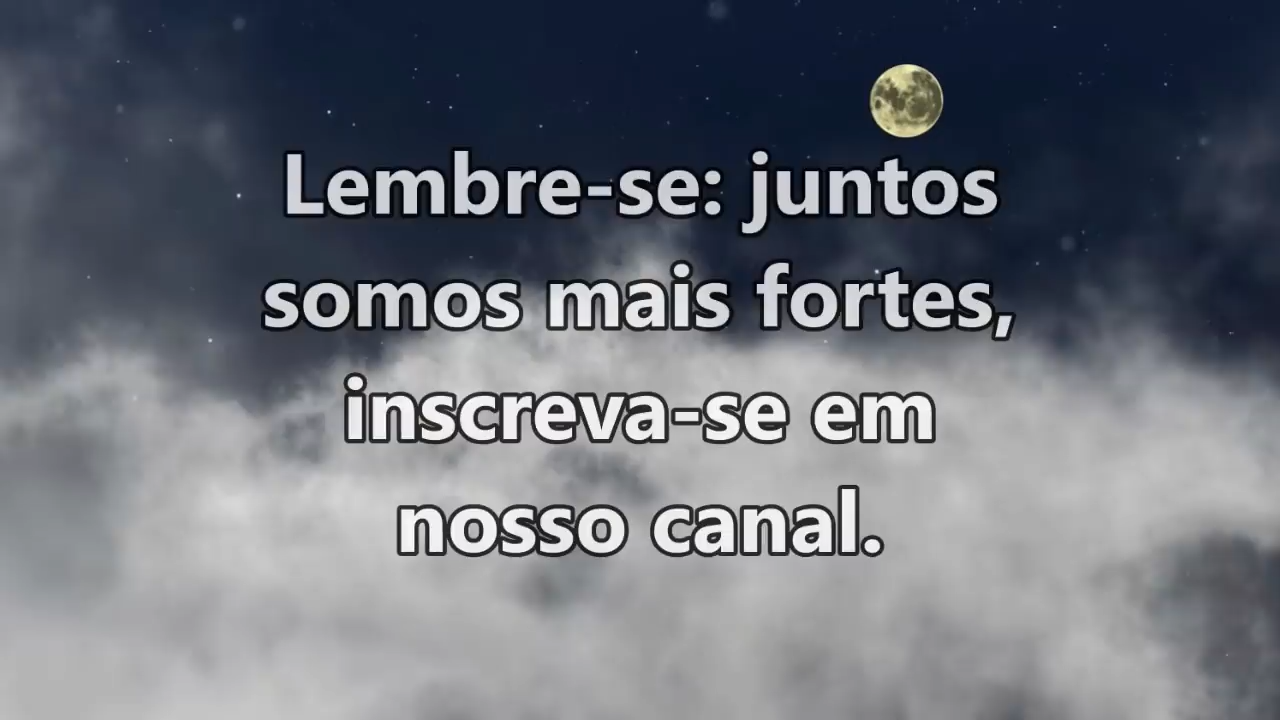 Lembre-se: juntos
somos mais fortes,
inscreva-se em
nosso canal.